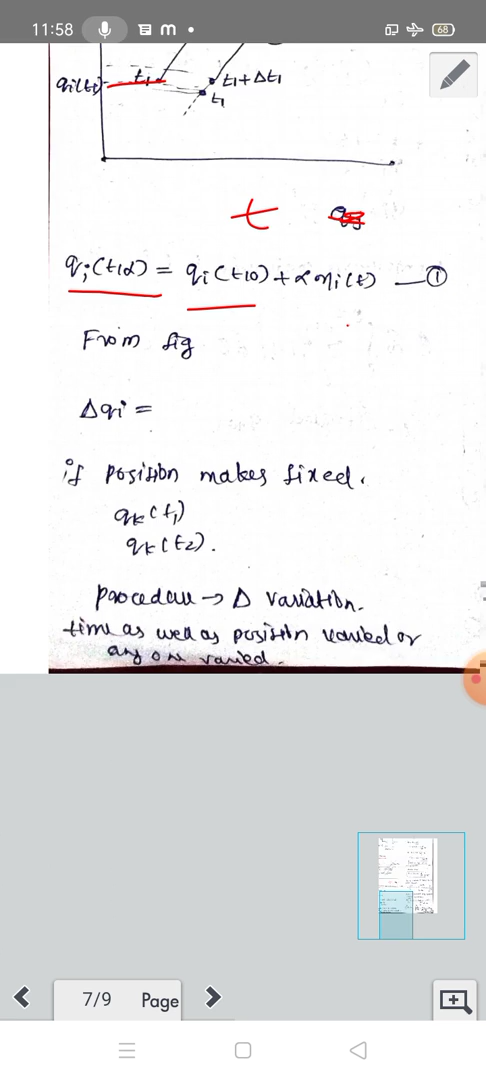 11:58 m 68
qi(t1) t1 t1+Δt1
t1
t
qi(t,α) = qi(t,0) + αηi(t) — ①
From fig
Δqi =
if position makes fixed.
qk(t1)
qk(t2).
procedure → Δ variation.
time as well as position varied or
any one varied.
7/9 Page